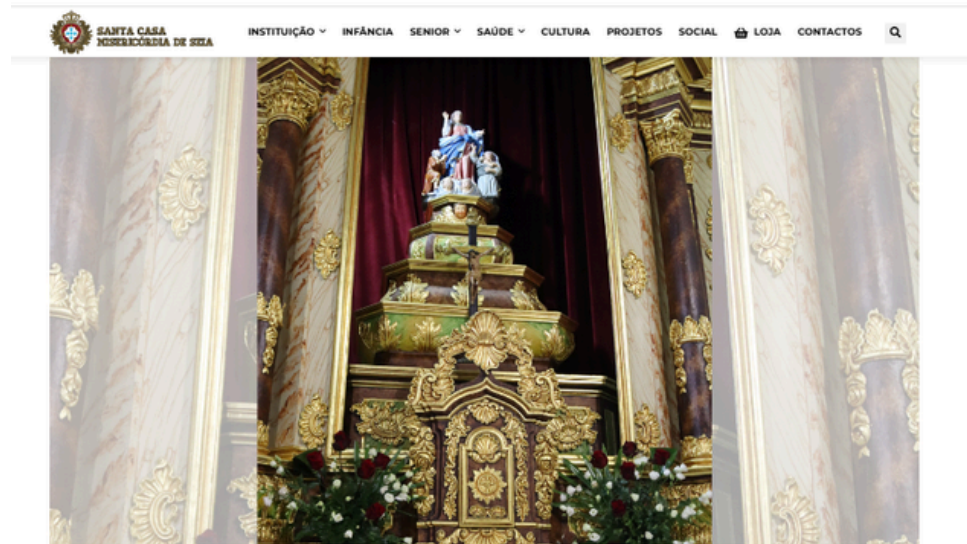 SANTA CASA
MISERICÓRDIA DE SEIA
INSTITUIÇÃO INFÂNCIA SENIOR SAÚDE CULTURA PROJETOS SOCIAL LOJA CONTACTOS